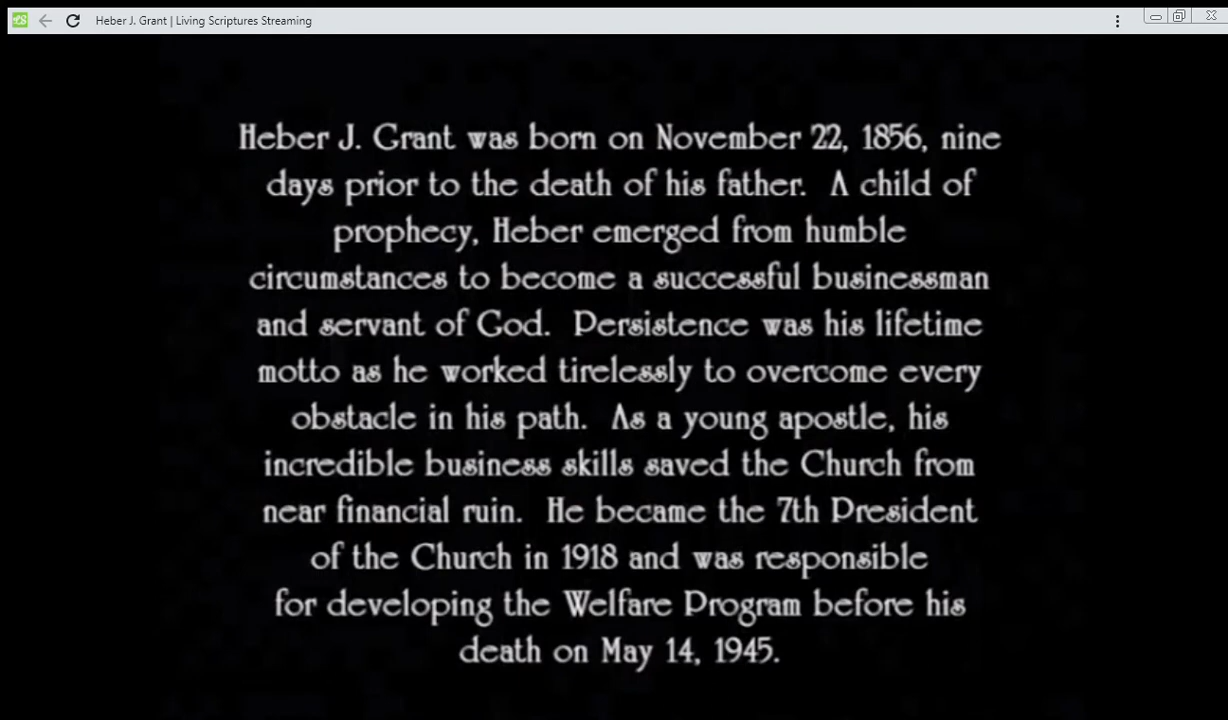 LS
Heber J. Grant | Living Scriptures Streaming
Heber J. Grant was born on November 22, 1856, nine
days prior to the death of his father. A child of
prophecy, Heber emerged from humble
circumstances to become a successful businessman
and servant of God. Persistence was his lifetime
motto as he worked tirelessly to overcome every
obstacle in his path. As a young apostle, his
incredible business skills saved the Church from
near financial ruin. He became the 7th President
of the Church in 1918 and was responsible
for developing the Welfare Program before his
death on May 14, 1945.